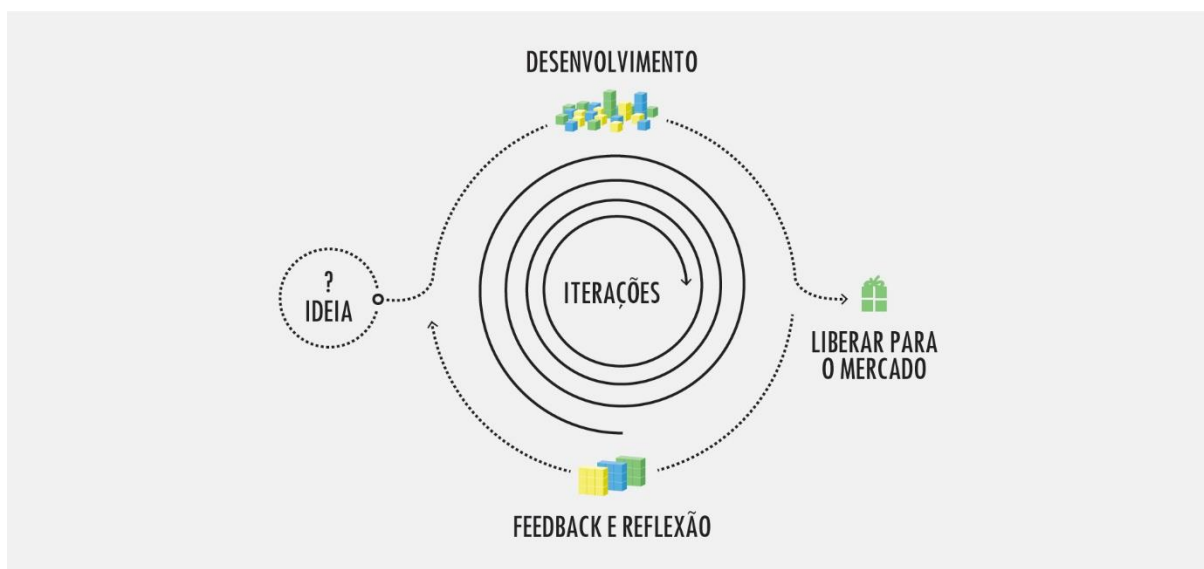 DESENVOLVIMENTO
?
IDEIA
ITERAÇÕES
LIBERAR PARA
O MERCADO
FEEDBACK E REFLEXÃO